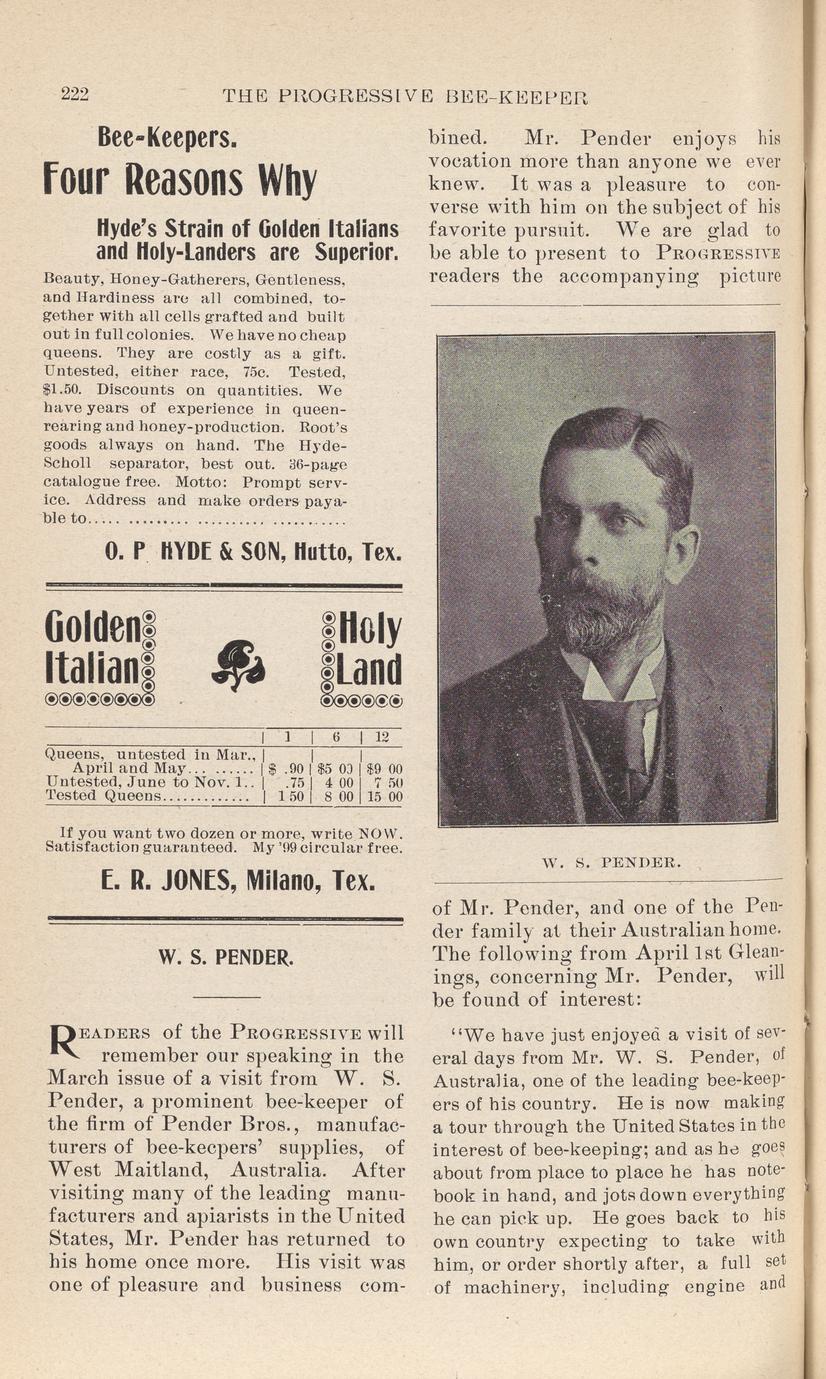 222
THE PROGRESSIVE BEE-KEEPER
Bee-Keepers.
Four Reasons Why
Hyde's Strain of Golden Italians
and Holy-Landers are Superior.
Beauty, Honey-Gatherers, Gentleness,
and Hardiness are all combined, to-
gether with all cells grafted and built
out in full colonies. We have no cheap
queens. They are costly as a gift.
Untested, either race, 75c. Tested,
$1.50. Discounts on quantities. We
have years of experience in queen-
rearing and honey-production. Root's
goods always on hand. The Hyde-
Scholl separator, best out. 36-page
catalogue free. Motto: Prompt serv-
ice. Address and make orders paya-
ble to..... ......... .......... ...........
O. P. HYDE & SON, Hutto, Tex.
Golden
Italian
Holy
Land
| 1 | 6 | 12
Queens, untested in Mar., | | |
April and May... ......... | $ .90 | $5 00 | $9 00
Untested, June to Nov. 1.. | .75 | 4 00 | 7 50
Tested Queens............. | 1 50 | 8 00 | 15 00
If you want two dozen or more, write NOW.
Satisfaction guaranteed. My '99 circular free.
E. R. JONES, Milano, Tex.
W. S. PENDER.
READERS of the PROGRESSIVE will
remember our speaking in the
March issue of a visit from W. S.
Pender, a prominent bee-keeper of
the firm of Pender Bros., manufac-
turers of bee-keepers' supplies, of
West Maitland, Australia. After
visiting many of the leading manu-
facturers and apiarists in the United
States, Mr. Pender has returned to
his home once more. His visit was
one of pleasure and business com-
bined. Mr. Pender enjoys his
vocation more than anyone we ever
knew. It was a pleasure to con-
verse with him on the subject of his
favorite pursuit. We are glad to
be able to present to PROGRESSIVE
readers the accompanying picture
W. S. PENDER.
of Mr. Pender, and one of the Pen-
der family at their Australian home.
The following from April 1st Glean-
ings, concerning Mr. Pender, will
be found of interest:
"We have just enjoyed a visit of sev-
eral days from Mr. W. S. Pender, of
Australia, one of the leading bee-keep-
ers of his country. He is now making
a tour through the United States in the
interest of bee-keeping; and as he goes
about from place to place he has note-
book in hand, and jots down everything
he can pick up. He goes back to his
own country expecting to take with
him, or order shortly after, a full set
of machinery, including engine and